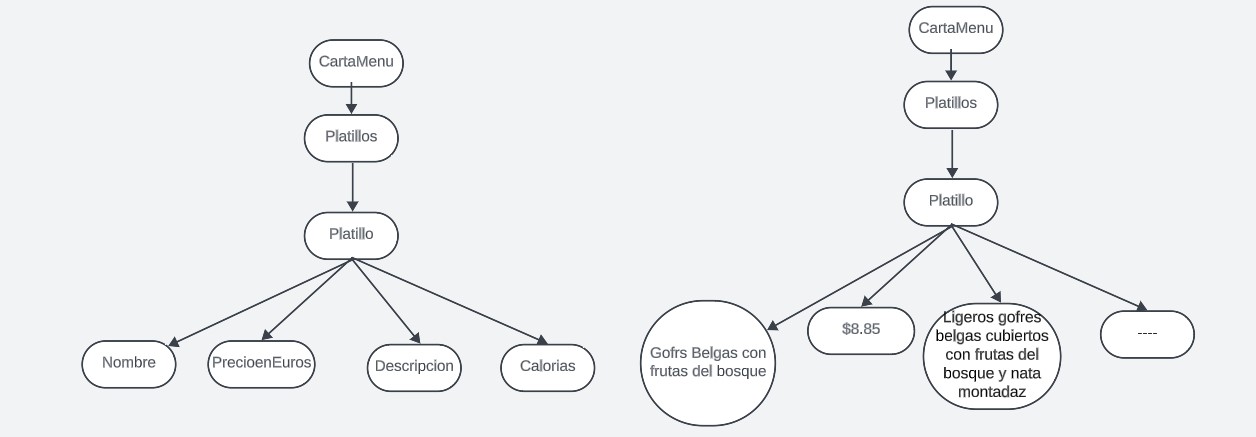 CartaMenu
Platillos
Platillo
Nombre
PrecioenEuros
Descripcion
Calorias
CartaMenu
Platillos
Platillo
Gofrs Belgas con
frutas del bosque
$8.85
Ligeros gofres
belgas cubiertos
con frutas del
bosque y nata
montadaz
----